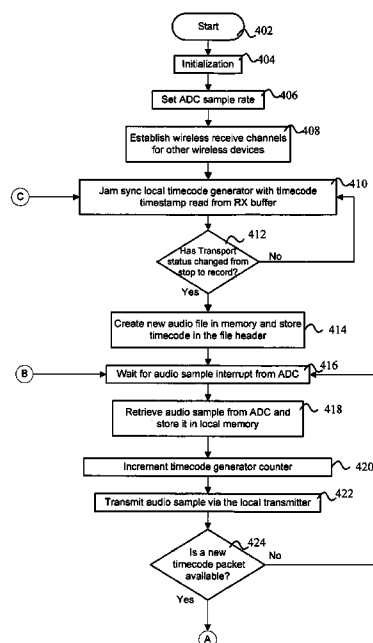 Start
402
Initialization
404
Set ADC sample rate
406
Establish wireless receive channels
for other wireless devices
408
C
Jam sync local timecode generator with timecode
timestamp read from RX buffer
410
412
Has Transport
status changed from
stop to record?
No
Yes
Create new audio file in memory and store
timecode in the file header
414
B
Wait for audio sample interrupt from ADC
416
Retrieve audio sample from ADC and
store it in local memory
418
Increment timecode generator counter
420
Transmit audio sample via the local transmitter
422
424
Is a new
timecode packet
available?
No
Yes
A